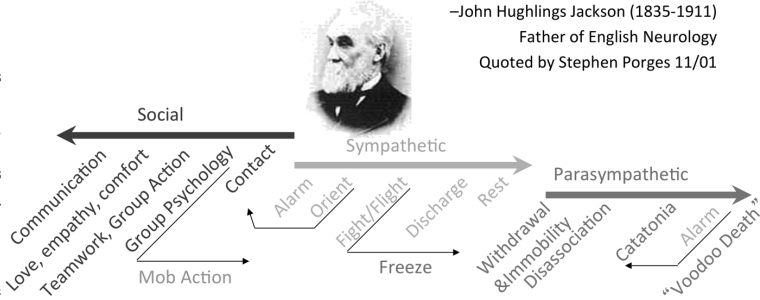 –John Hughlings Jackson (1835-1911)
Father of English Neurology
Quoted by Stephen Porges 11/01
Social
Communication
Love, empathy, comfort
Teamwork, Group Action
Group Psychology
Contact
Mob Action
Sympathetic
Alarm
Orient
Fight/Flight
Discharge
Rest
Freeze
Parasympathetic
Withdrawal
&Immobility
Disassociation
Catatonia
Alarm
“Voodoo Death”